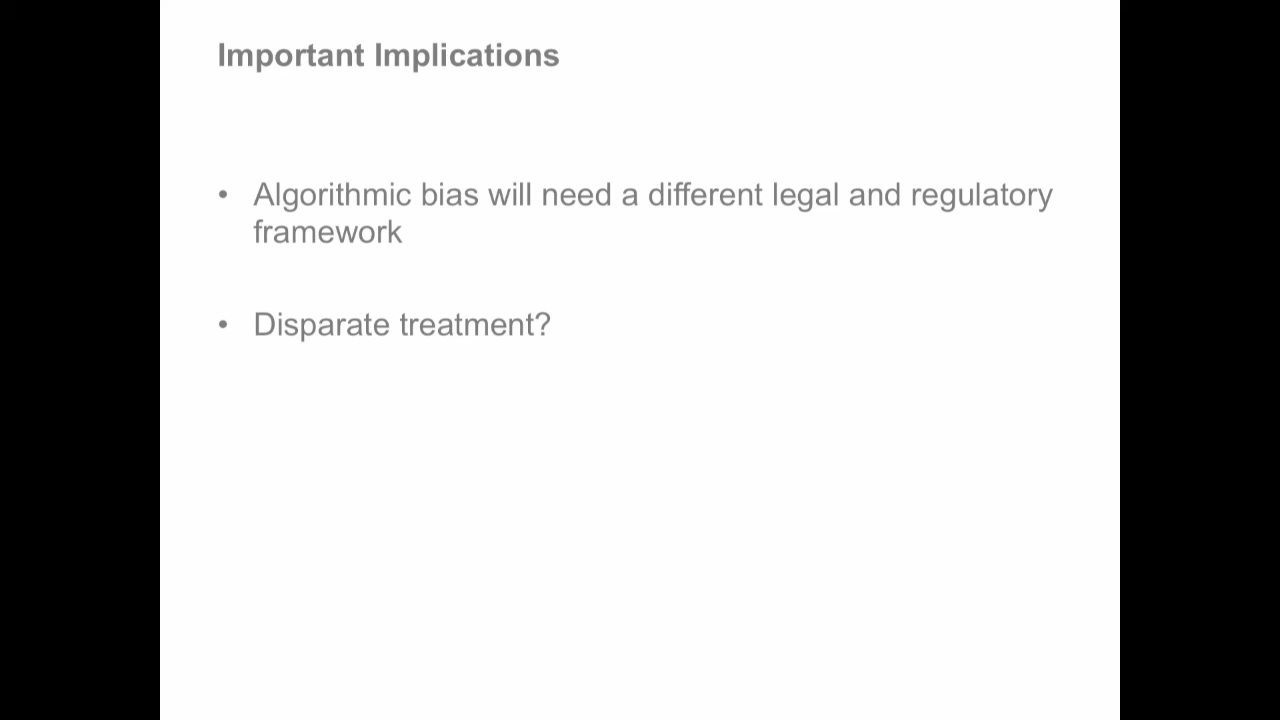 Important Implications
• Algorithmic bias will need a different legal and regulatory
framework
• Disparate treatment?